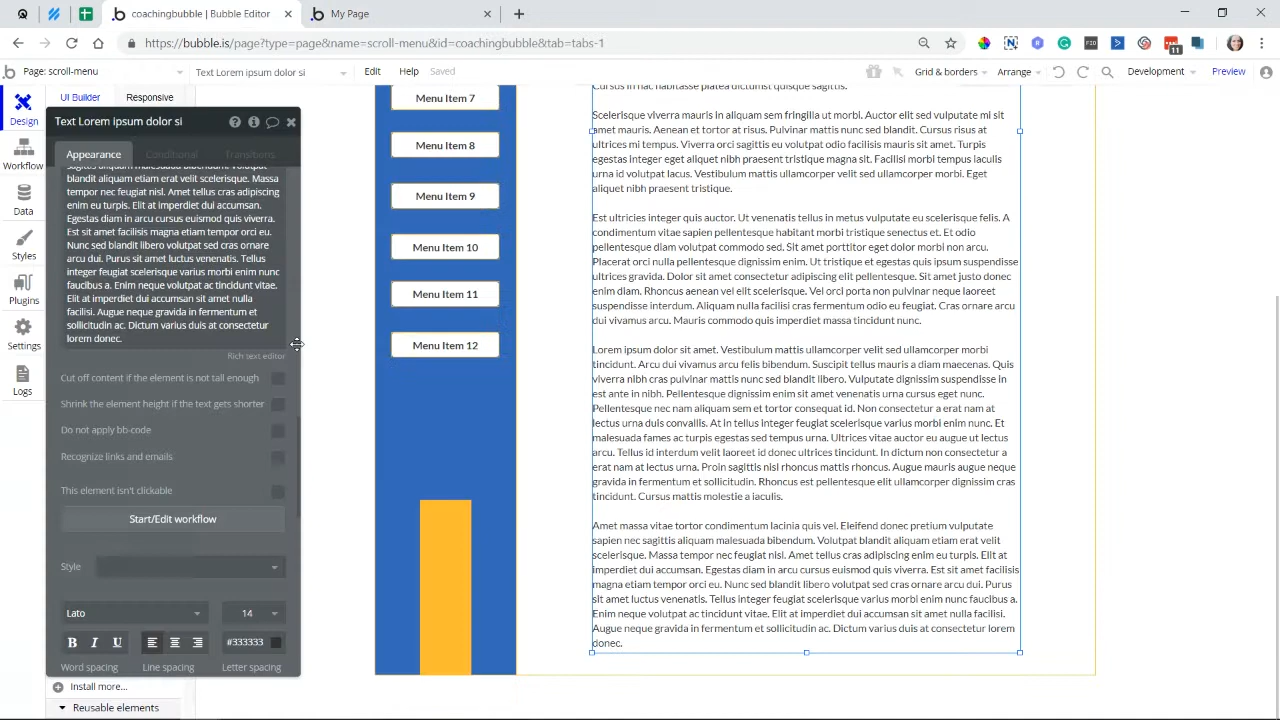 coachingbubble | Bubble Editor
My Page
https://bubble.is/page?type=page&name=scroll-menu&id=coachingbubble&tab=tabs-1
FIO
11
Page: scroll-menu
Text Lorem ipsum dolor si
Edit
Help
Saved
Grid & borders
Arrange
Development
Preview
UI Builder
Responsive
Design
Workflow
Data
Styles
Plugins
Settings
Logs
Text Lorem ipsum dolor si
Appearance
Conditional
Transitions
sagittis aliquam malesuada bibendum. Volutpat
blandit aliquam etiam erat velit scelerisque. Massa
tempor nec feugiat nisl. Amet tellus cras adipiscing
enim eu turpis. Elit at imperdiet dui accumsan.
Egestas diam in arcu cursus euismod quis viverra.
Est sit amet facilisis magna etiam tempor orci eu.
Nunc sed blandit libero volutpat sed cras ornare
arcu dui. Purus sit amet luctus venenatis. Tellus
integer feugiat scelerisque varius morbi enim nunc
faucibus a. Enim neque volutpat ac tincidunt vitae.
Elit at imperdiet dui accumsan sit amet nulla
facilisi. Augue neque gravida in fermentum et
sollicitudin ac. Dictum varius duis at consectetur
lorem donec.
Rich text editor
Cut off content if the element is not tall enough
Shrink the element height if the text gets shorter
Do not apply bb-code
Recognize links and emails
This element isn't clickable
Start/Edit workflow
Style
Lato
14
B I U
#333333
Word spacing
Line spacing
Letter spacing
Install more...
Reusable elements
Menu Item 7
Menu Item 8
Menu Item 9
Menu Item 10
Menu Item 11
Menu Item 12
Cursus in hac habitasse platea dictumst quisque sagittis.
Scelerisque viverra mauris in aliquam sem fringilla ut morbi. Arcu dui vivamus
amet mauris. Aenean et tortor at risus. Pulvinar mattis nunc sed blandit. Cursus risus at
ultrices mi tempus. Viverra orci sagittis eu volutpat odio facilisis mauris sit amet. Turpis
egestas integer eget aliquet nibh praesent tristique magna sit. Facilisi morbi tempus iaculis
urna id volutpat lacus. Vestibulum mattis ullamcorper velit sed ullamcorper morbi. Eget
aliquet nibh praesent tristique.
Est ultricies integer quis auctor. Ut venenatis tellus in metus vulputate eu scelerisque felis. A
condimentum vitae sapien pellentesque habitant morbi tristique senectus et. Et odio
pellentesque diam volutpat commodo sed. Sit amet porttitor eget dolor morbi non arcu.
Placerat orci nulla pellentesque dignissim enim. Ut tristique et egestas quis ipsum suspendisse
ultrices gravida. Dolor sit amet consectetur adipiscing elit pellentesque. Sit amet justo donec
enim diam. Rhoncus aenean vel elit scelerisque. Vel orci porta non pulvinar neque laoreet
suspendisse interdum. Aliquam nulla facilisi cras fermentum odio eu feugiat. Cras ornare arcu
dui vivamus arcu. Mauris commodo quis imperdiet massa tincidunt nunc.
Lorem ipsum dolor sit amet. Vestibulum mattis ullamcorper velit sed ullamcorper morbi
tincidunt. Arcu dui vivamus arcu felis bibendum. Suscipit tellus mauris a diam maecenas. Quis
viverra nibh cras pulvinar mattis blandit libero. Vulputate dignissim suspendisse in
est ante in nibh. Pellentesque dignissim enim sit amet venenatis urna cursus eget nunc.
Pellentesque nec nam aliquam sem et tortor consequat id. Non consectetur a erat nam at
lectus urna duis convallis. At in tellus integer feugiat scelerisque varius morbi enim nunc. Et
malesuada fames ac turpis egestas sed tempus urna. Ultrices vitae auctor eu augue ut lectus
arcu. Tellus id interdum velit laoreet id donec ultrices tincidunt. In dictum non consectetur a
erat nam at lectus urna. Proin sagittis nisl rhoncus mattis rhoncus. Augue mauris augue neque
gravida in fermentum et sollicitudin. Rhoncus est pellentesque elit ullamcorper dignissim cras
tincidunt. Cursus mattis molestie a iaculis.
Amet massa vitae tortor condimentum lacinia quis vel. Eleifend donec pretium vulputate
sapien nec sagittis aliquam malesuada bibendum. Volutpat blandit aliquam etiam erat velit
scelerisque. Massa tempor nec feugiat nisl. Amet tellus cras adipiscing enim eu turpis. Elit at
imperdiet dui accumsan. Egestas diam in arcu cursus euismod quis viverra. Est sit amet facilisis
magna etiam tempor orci eu. Nunc sed blandit libero volutpat sed cras ornare arcu dui. Purus
sit amet luctus venenatis. Tellus integer feugiat scelerisque varius morbi enim nunc faucibus a.
Enim neque volutpat ac tincidunt vitae. Elit at imperdiet dui accumsan sit amet nulla facilisi.
Augue neque gravida in fermentum et sollicitudin ac. Dictum varius duis at consectetur lorem
donec.